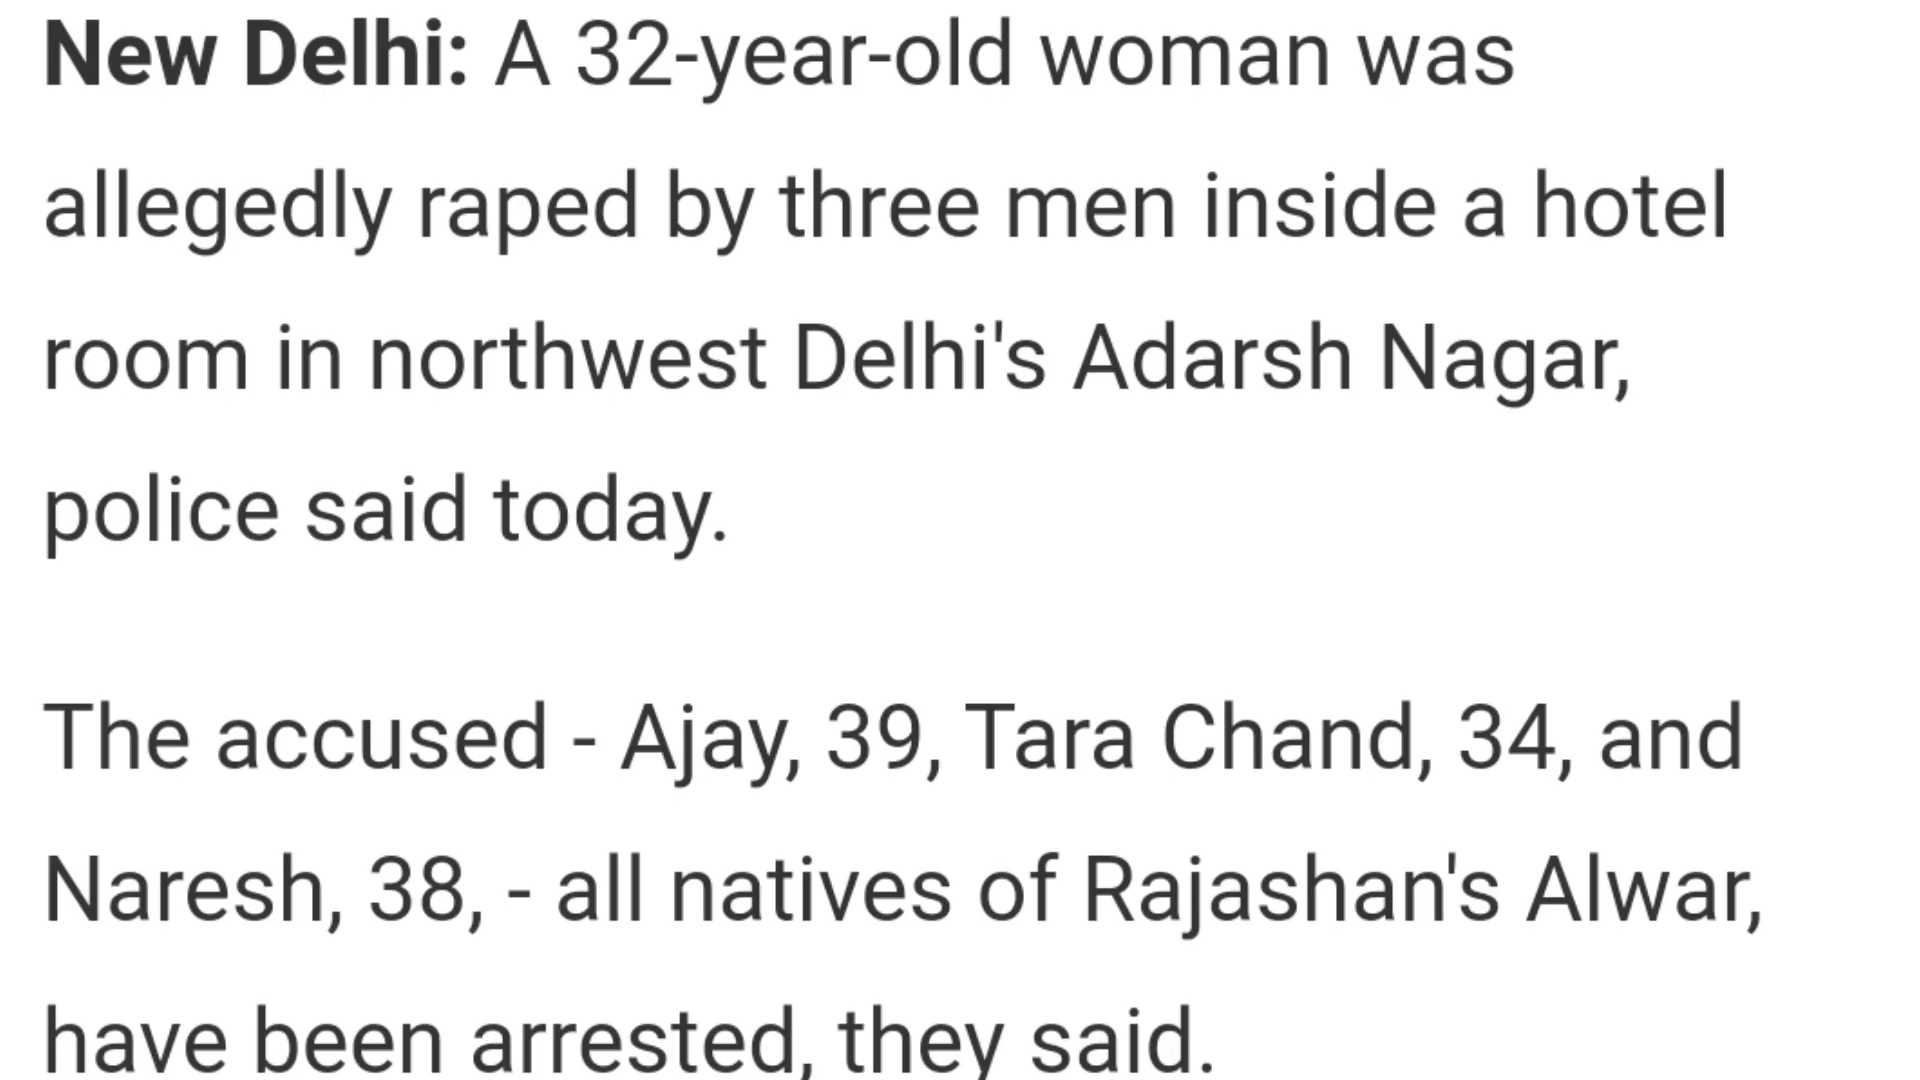 New Delhi: A 32-year-old woman was
allegedly raped by three men inside a hotel
room in northwest Delhi's Adarsh Nagar,
police said today.
The accused - Ajay, 39, Tara Chand, 34, and
Naresh, 38, - all natives of Rajashan's Alwar,
have been arrested, they said.